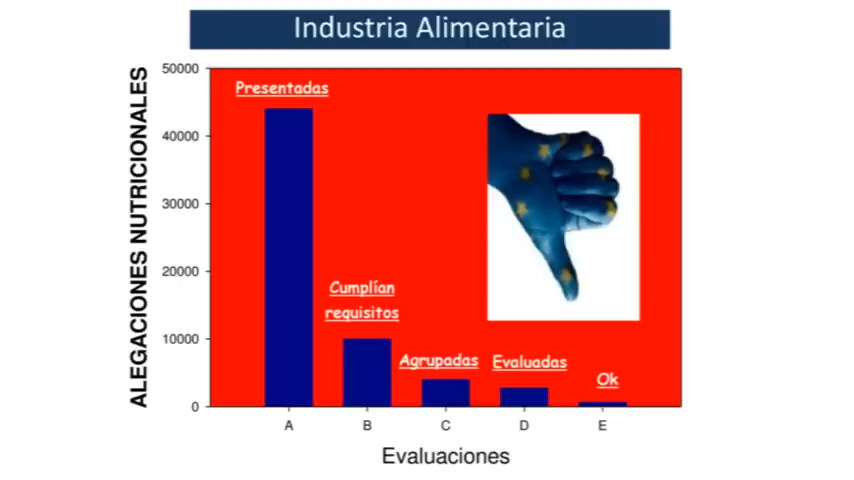 Industria Alimentaria
ALEGACIONES NUTRICIONALES
50000
40000
30000
20000
10000
0
Presentadas
Cumplían
requisitos
Agrupadas
Evaluadas
Ok
A B C D E
Evaluaciones